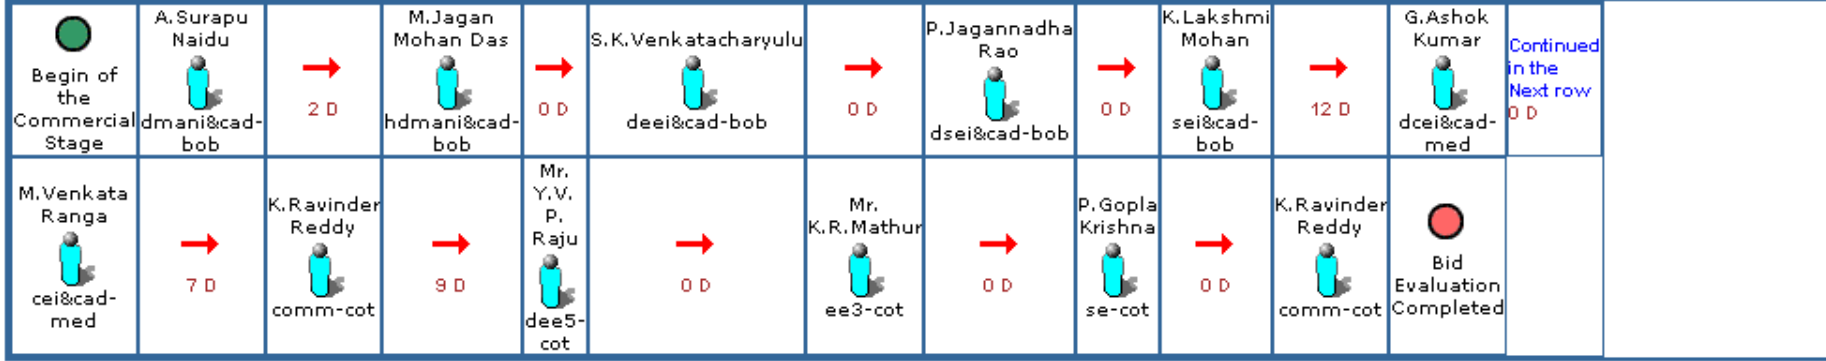 Begin of
the
Commercial
Stage
A.Surapu
Naidu
dmani&cad-
bob
2 D
M.Jagan
Mohan Das
hdmani&cad-
bob
0 D
S.K.Venkatacharyulu
deei&cad-bob
0 D
P.Jagannadha
Rao
dsei&cad-bob
0 D
K.Lakshmi
Mohan
sei&cad-
bob
12 D
G.Ashok
Kumar
dcei&cad-
med
Continued
in the
Next row
0 D
M.Venkata
Ranga
cei&cad-
med
7 D
K.Ravinder
Reddy
comm-cot
9 D
Mr.
Y.V.
P.
Raju
dee5-
cot
0 D
Mr.
K.R.Mathur
ee3-cot
0 D
P.Gopla
Krishna
se-cot
0 D
K.Ravinder
Reddy
comm-cot
Bid
Evaluation
Completed